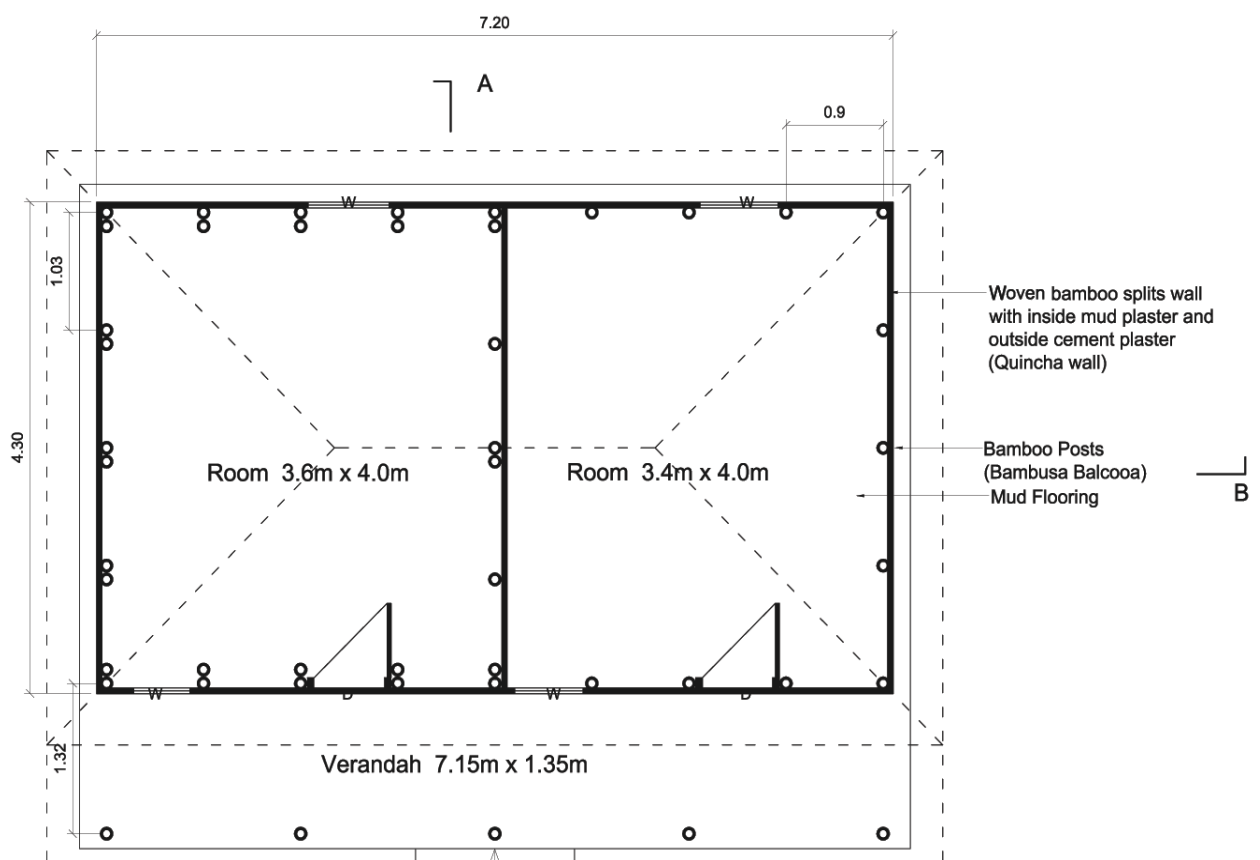 7.20
A
0.9
W
W
1.03
Woven bamboo splits wall
with inside mud plaster and
outside cement plaster
(Quincha wall)
4.30
Bamboo Posts
(Bambusa Balcooa)
Room 3.6m x 4.0m
Room 3.4m x 4.0m
Mud Flooring
B
W
D
W
D
1.32
Verandah 7.15m x 1.35m